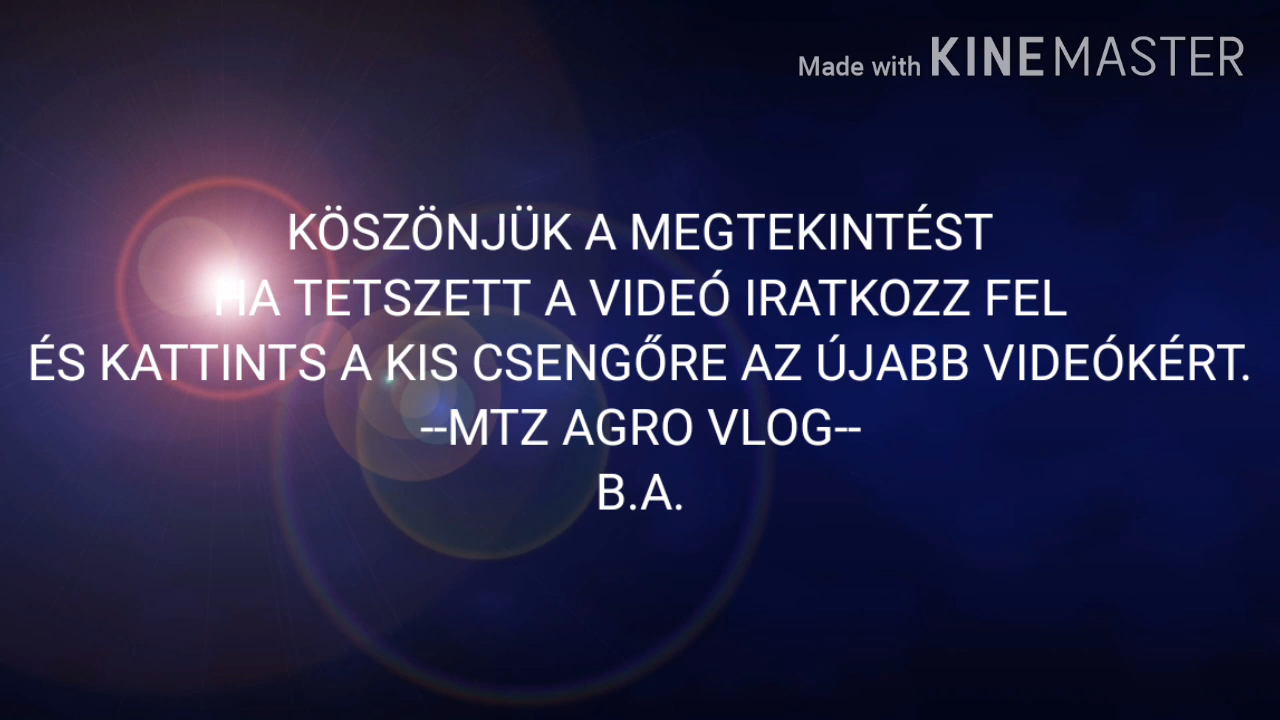 Made with KINEMASTER
KÖSZÖNJÜK A MEGTEKINTÉST
HA TETSZETT A VIDEÓ IRATKOZZ FEL
ÉS KATTINTS A KIS CSENGŐRE AZ ÚJABB VIDEÓKÉRT.
--MTZ AGRO VLOG--
B.A.